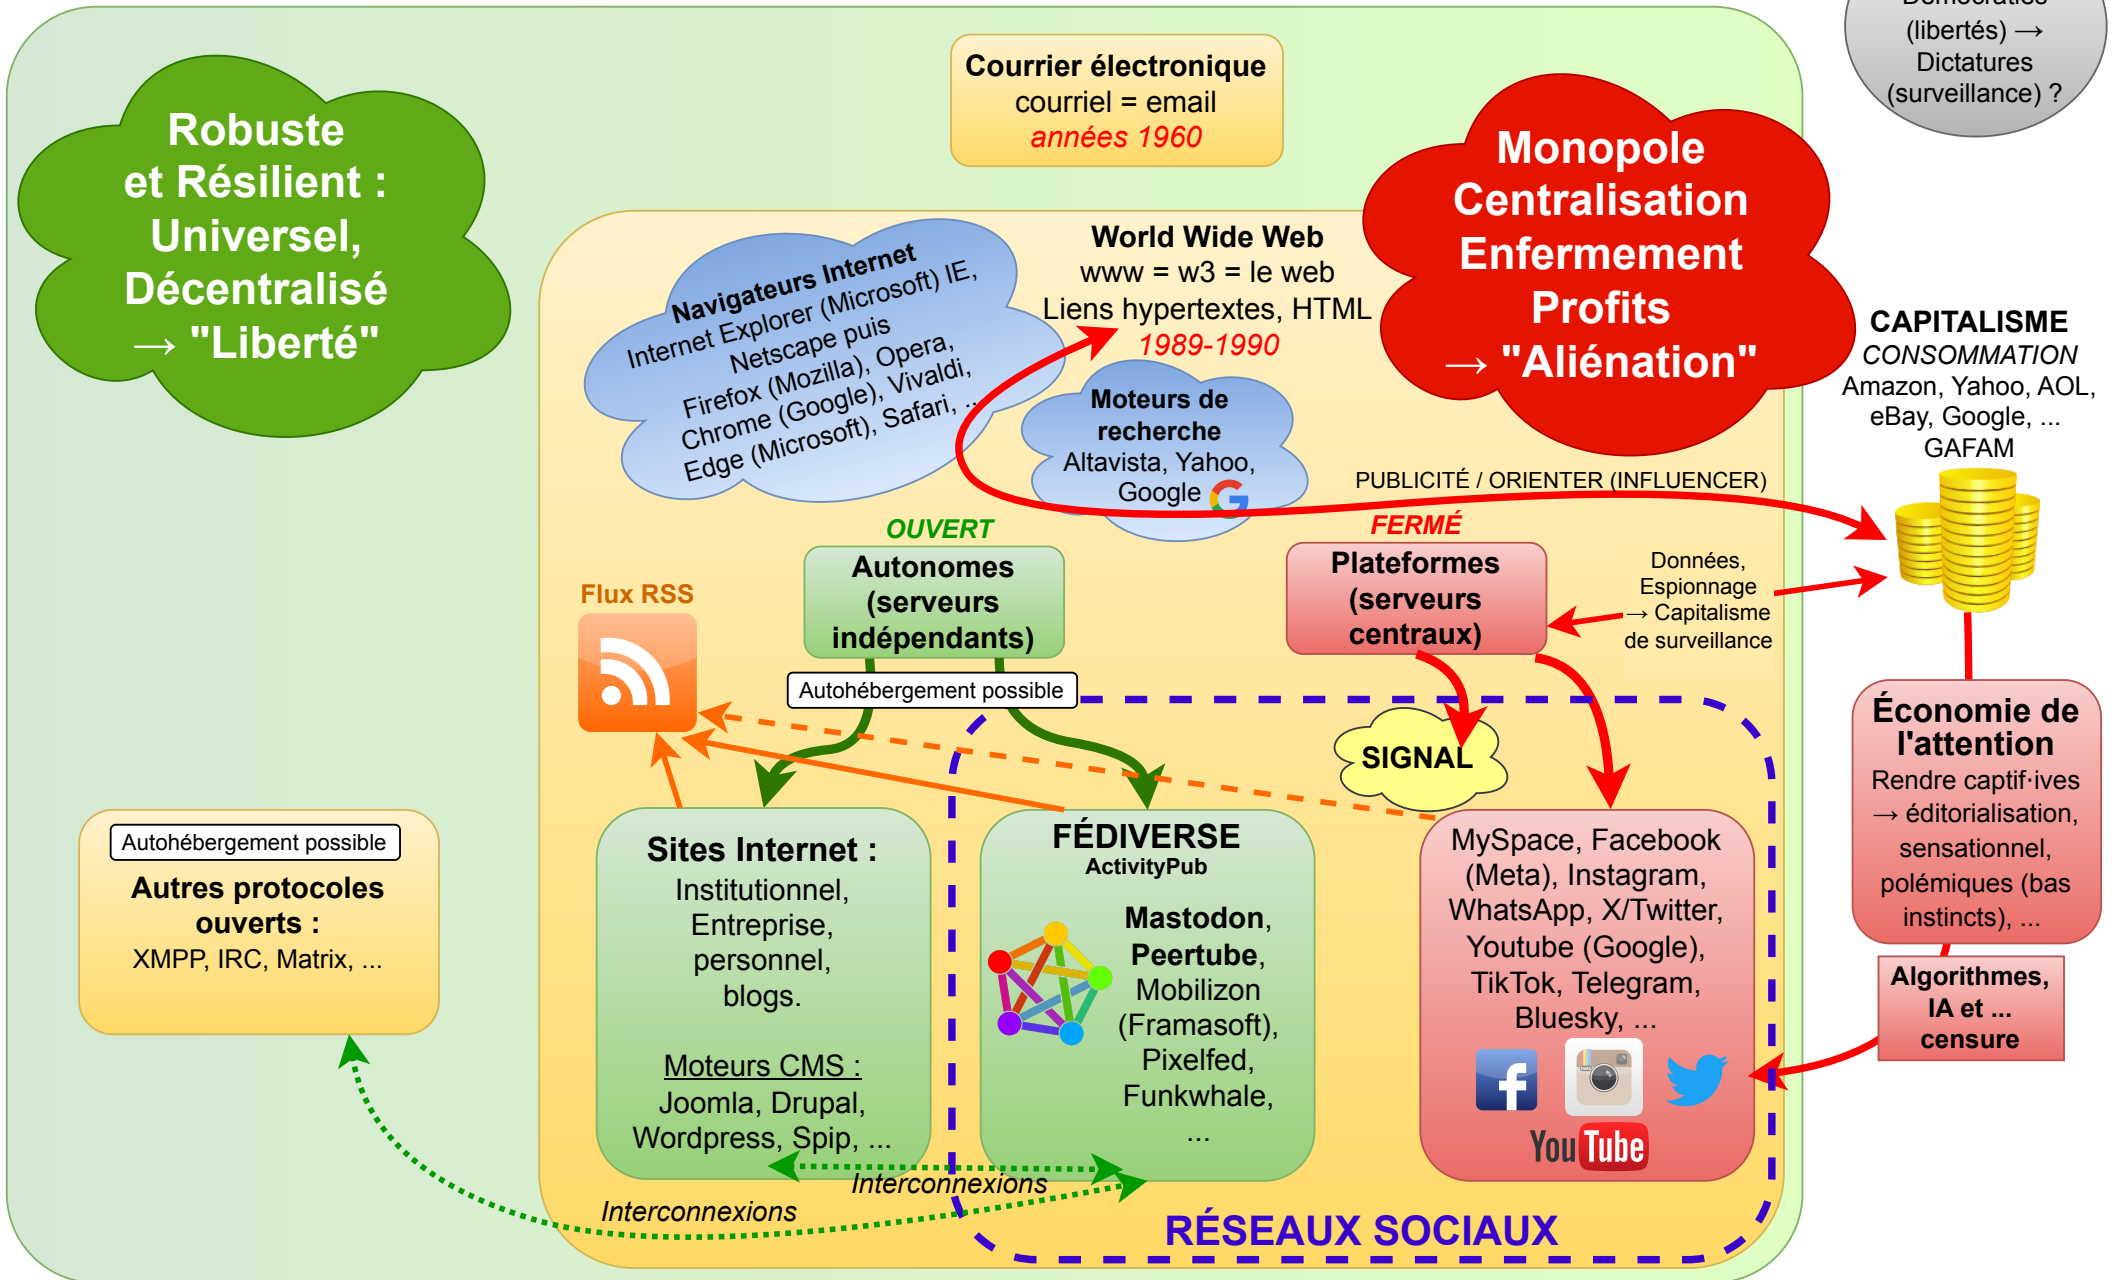 Démocraties
(libertés) →
Dictatures
(surveillance) ?
Courrier électronique
courriel = email
années 1960
Robuste
et Résilient :
Universel,
Décentralisé
→ "Liberté"
Monopole
Centralisation
Enfermement
Profits
→ "Aliénation"
Navigateurs Internet
Internet Explorer (Microsoft) IE,
Netscape puis
Firefox (Mozilla), Opera,
Chrome (Google), Vivaldi,
Edge (Microsoft), Safari, ...
World Wide Web
www = w3 = le web
Liens hypertextes, HTML
1989-1990
Moteurs de
recherche
Altavista, Yahoo,
Google
CAPITALISME
CONSOMMATION
Amazon, Yahoo, AOL,
eBay, Google, ...
GAFAM
PUBLICITÉ / ORIENTER (INFLUENCER)
OUVERT
Autonomes
(serveurs
indépendants)
Autohébergement possible
FERMÉ
Plateformes
(serveurs
centraux)
Données,
Espionnage
→ Capitalisme
de surveillance
Flux RSS
SIGNAL
Économie de
l'attention
Rendre captif·ives
→ éditorialisation,
sensationnel,
polémiques (bas
instincts), ...
Algorithmes,
IA et ...
censure
Autohébergement possible
Autres protocoles
ouverts :
XMPP, IRC, Matrix, ...
Sites Internet :
Institutionnel,
Entreprise,
personnel,
blogs.
Moteurs CMS :
Joomla, Drupal,
Wordpress, Spip, ...
FÉDIVERSE
ActivityPub
Mastodon,
Peertube,
Mobilizon
(Framasoft),
Pixelfed,
Funkwhale,
...
MySpace, Facebook
(Meta), Instagram,
WhatsApp, X/Twitter,
Youtube (Google),
TikTok, Telegram,
Bluesky, ...
f
You Tube
Interconnexions
Interconnexions
RÉSEAUX SOCIAUX